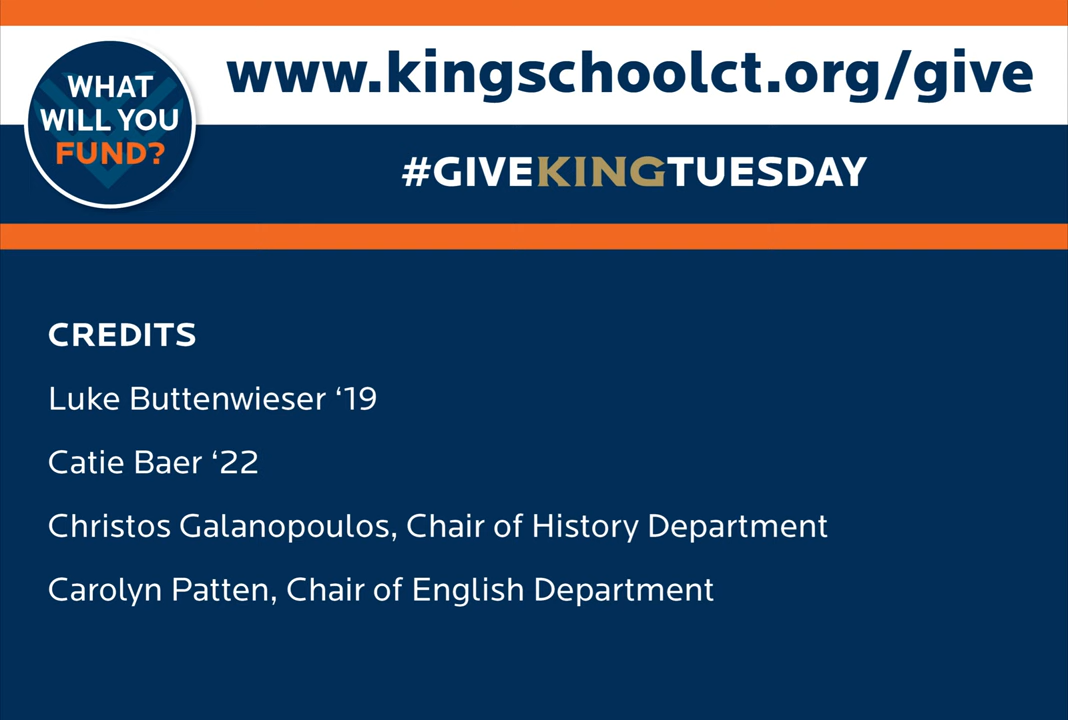 WHAT
WILL YOU
FUND?
www.kingschoolct.org/give
#GIVEKINGTUESDAY
CREDITS
Luke Buttenwieser ‘19
Catie Baer ‘22
Christos Galanopoulos, Chair of History Department
Carolyn Patten, Chair of English Department